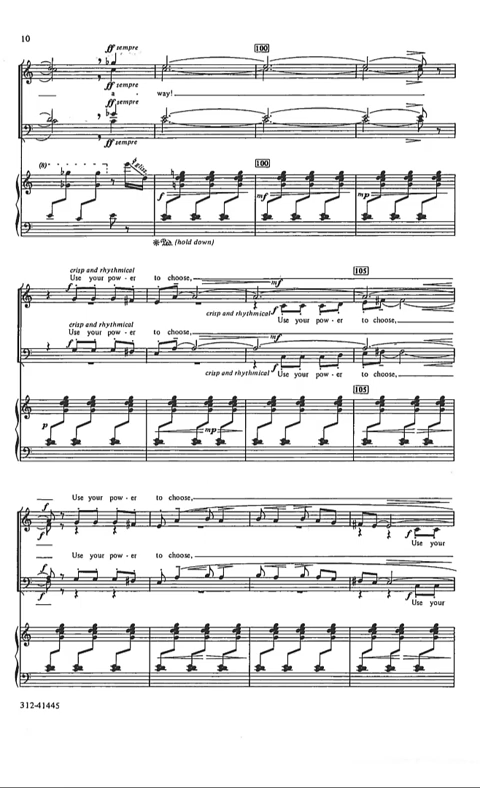 10
ff sempre
100
ff sempre
a - way!
ff sempre
ff sempre
(8)
gliss.
100
f
mf
mp
Ped. (hold down)
crisp and rhythmical
Use your pow - er to choose,
mf
105
f
crisp and rhythmical f
Use your pow - er to choose,
crisp and rhythmical
Use your pow - er to choose,
mf
f
crisp and rhythmical f
Use your pow - er to choose,
105
p
mp
Use your pow - er to choose,
f
f
f
Use your
Use your pow - er to choose,
f
f
f
Use your
312-41445